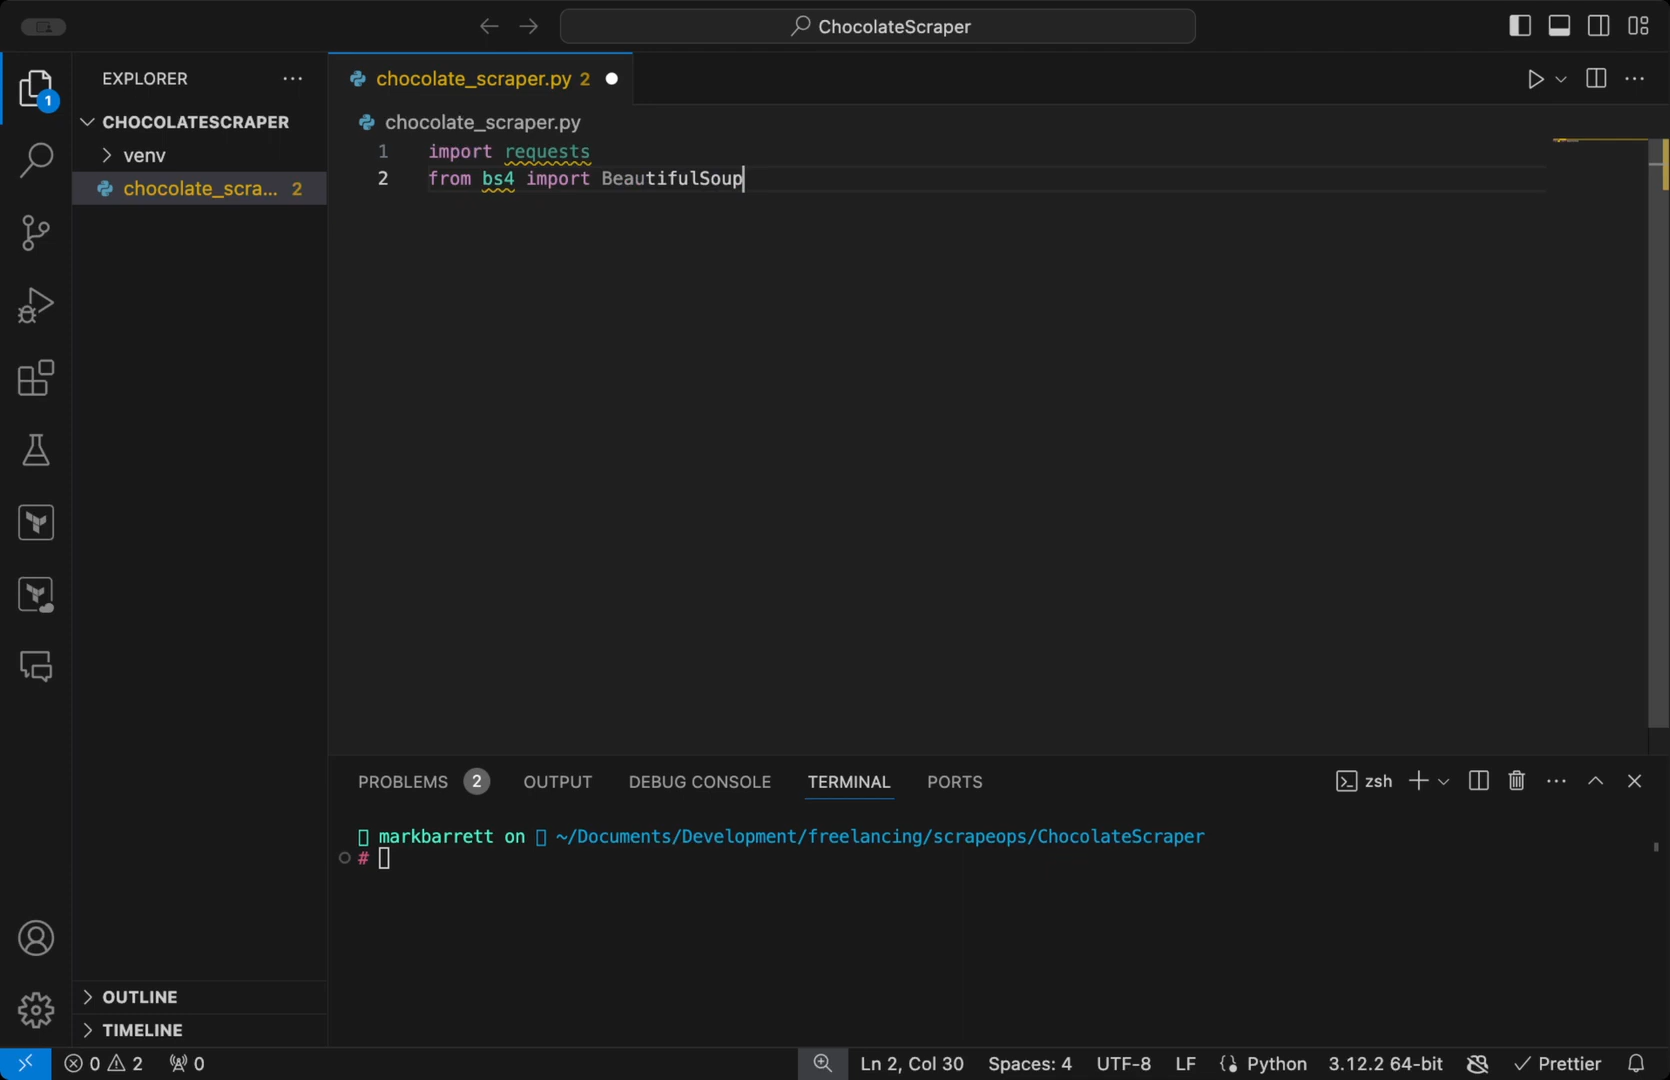 ChocolateScraper
EXPLORER
1
CHOCOLATESCRAPER
venv
chocolate_scra... 2
chocolate_scraper.py 2
chocolate_scraper.py
1 import requests
2 from bs4 import BeautifulSoup
PROBLEMS 2 OUTPUT DEBUG CONSOLE TERMINAL PORTS zsh
markbarrett on ~/Documents/Development/freelancing/scrapeops/ChocolateScraper
#
OUTLINE
TIMELINE
0 2 0 Ln 2, Col 30 Spaces: 4 UTF-8 LF {} Python 3.12.2 64-bit Prettier